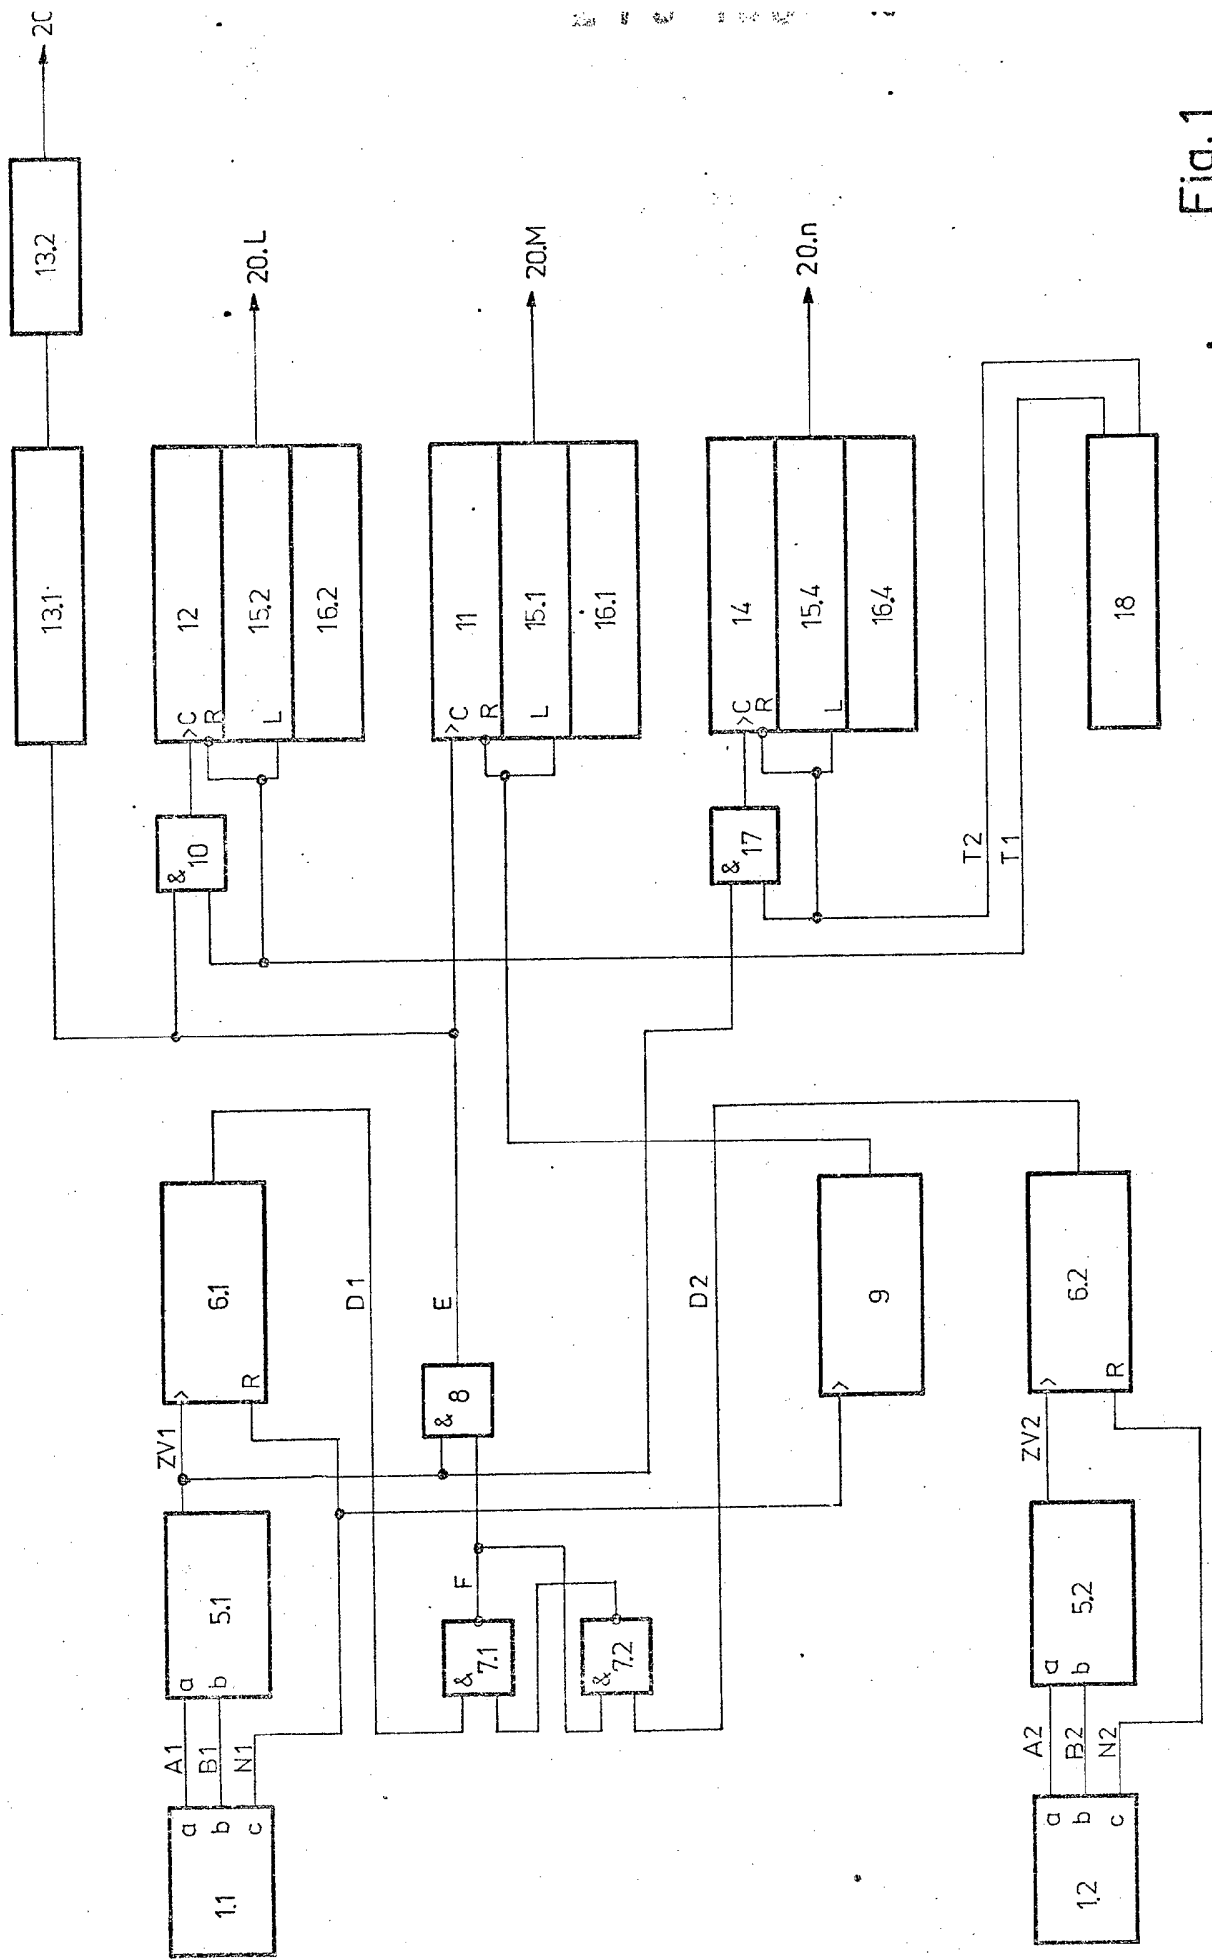 2C
13.2
13.1
20.L
12
15.2
16.2
C
R
L
&
10
20.M
11
15.1
16.1
C
R
L
20.n
14
15.4
16.4
C
R
L
&
17
T2
T1
18
6.1
R
ZV1
5.1
a
b
A1
B1
N1
1.1
a
b
c
D1
E
&
8
F
&
7.1
&
7.2
D2
9
6.2
R
ZV2
5.2
a
b
A2
B2
N2
1.2
a
b
c
Fig. 1